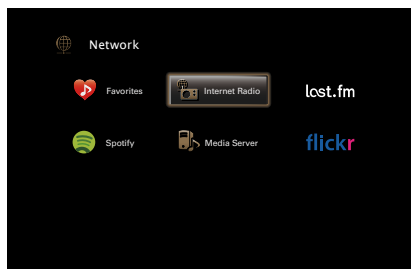 Network
Favorites
Internet Radio
last.fm
Spotify
Media Server
flickr